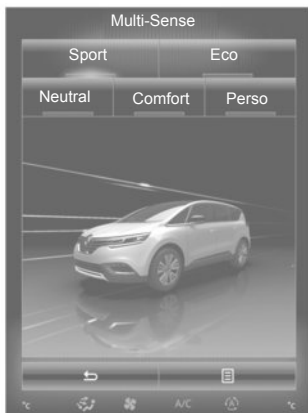 Multi-Sense
Sport Eco
Neutral Comfort Perso
°C A/C °C